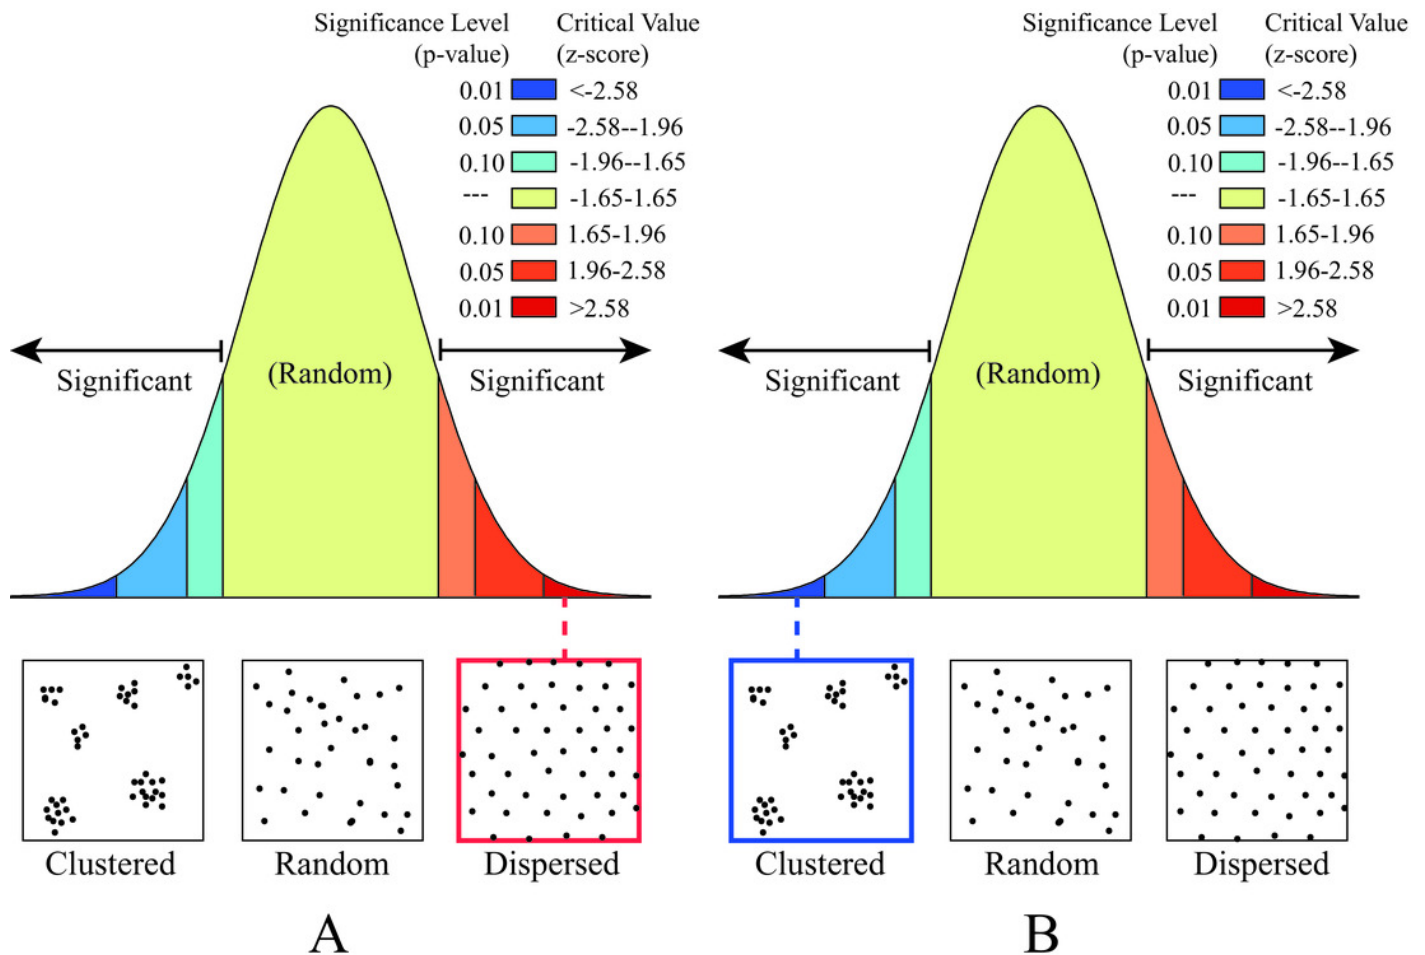 Significance Level Critical Value
(p-value) (z-score)
0.01 <-2.58
0.05 -2.58--1.96
0.10 -1.96--1.65
--- -1.65-1.65
0.10 1.65-1.96
0.05 1.96-2.58
0.01 >2.58
Significant (Random) Significant
Clustered Random Dispersed
A
Significance Level Critical Value
(p-value) (z-score)
0.01 <-2.58
0.05 -2.58--1.96
0.10 -1.96--1.65
--- -1.65-1.65
0.10 1.65-1.96
0.05 1.96-2.58
0.01 >2.58
Significant (Random) Significant
Clustered Random Dispersed
B